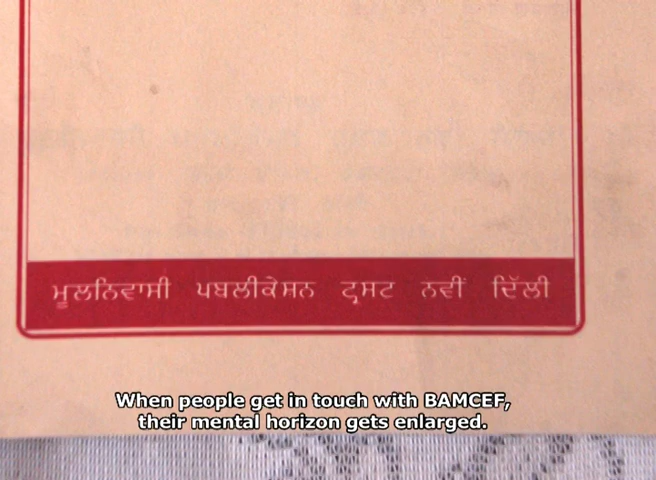 ਮੂਲਨਿਵਾਸੀ ਪਬਲੀਕੇਸ਼ਨ ਟ੍ਰਸਟ ਨਵੀਂ ਦਿੱਲੀ
When people get in touch with BAMCEF,
their mental horizon gets enlarged.